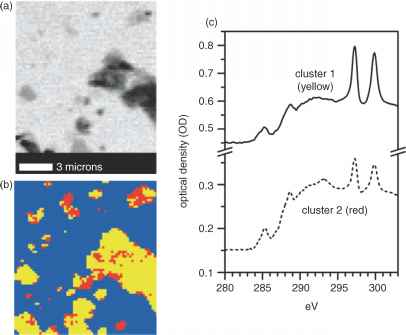 (a)
3 microns
(b)
(c)
0.8
0.7
0.6
0.5
0.3
0.2
0.1
optical density (OD)
cluster 1
(yellow)
cluster 2 (red)
280 285 290 295 300
eV